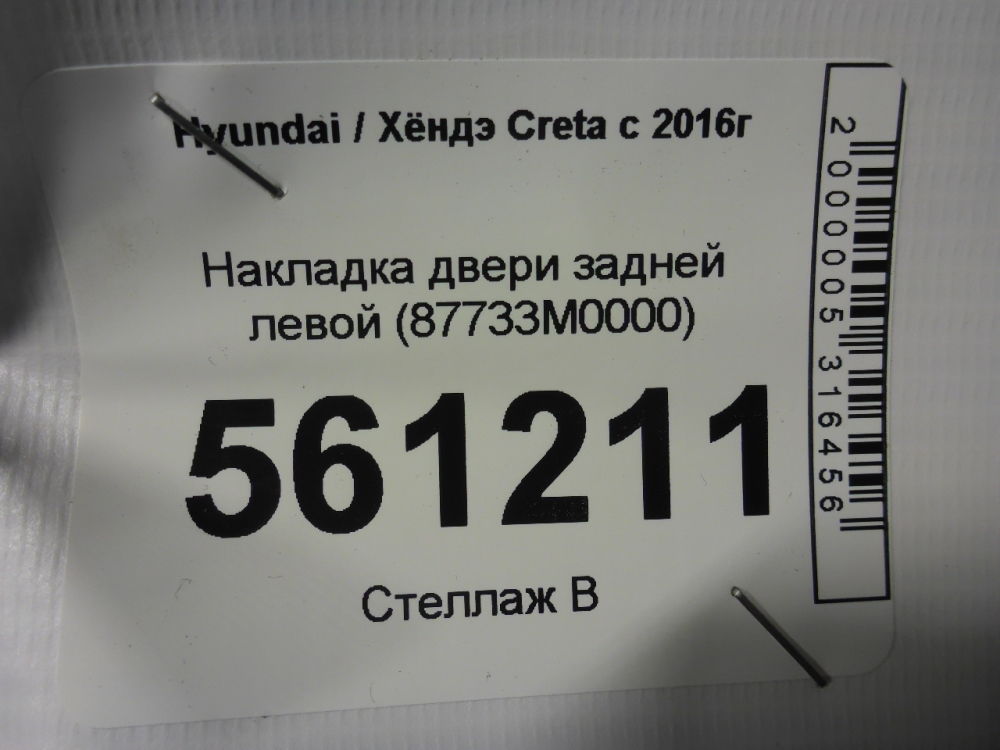 Hyundai / Хёндэ Creta с 2016г
Накладка двери задней
левой (87733M0000)
561211
Стеллаж В
2000005316456